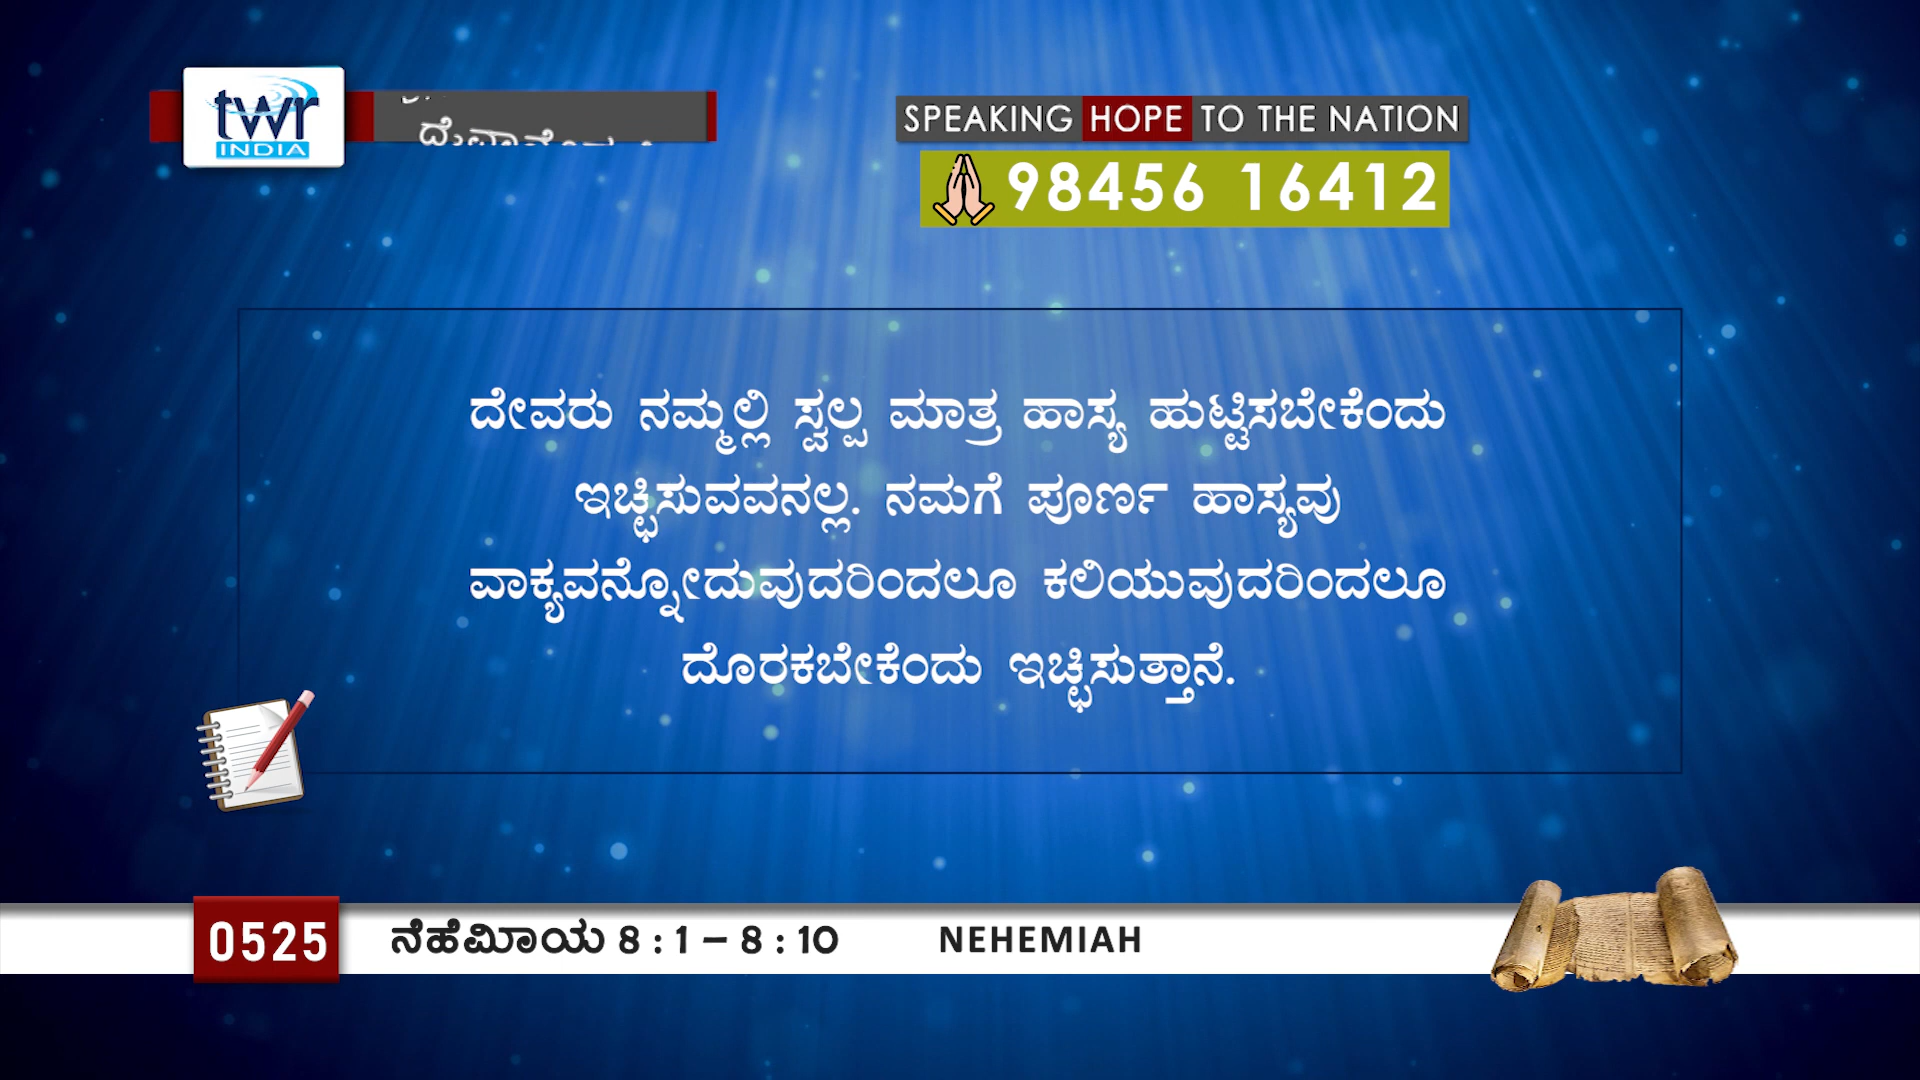 twr
INDIA
SPEAKING HOPE TO THE NATION
98456 16412
ದೇವರು ನಮ್ಮಲ್ಲಿ ಸ್ವಲ್ಪ ಮಾತ್ರ ಹಾಸ್ಯ ಹುಟ್ಟಿಸಬೇಕೆಂದು
ಇಚ್ಛಿಸುವವನಲ್ಲ. ನಮಗೆ ಪೂರ್ಣ ಹಾಸ್ಯವು
ವಾಕ್ಯವನ್ನೋದುವುದರಿಂದಲೂ ಕಲಿಯುವುದರಿಂದಲೂ
ದೊರಕಬೇಕೆಂದು ಇಚ್ಛಿಸುತ್ತಾನೆ.
0525 ನೆಹೆಮಿಾಯ 8 : 1 – 8 : 10 NEHEMIAH